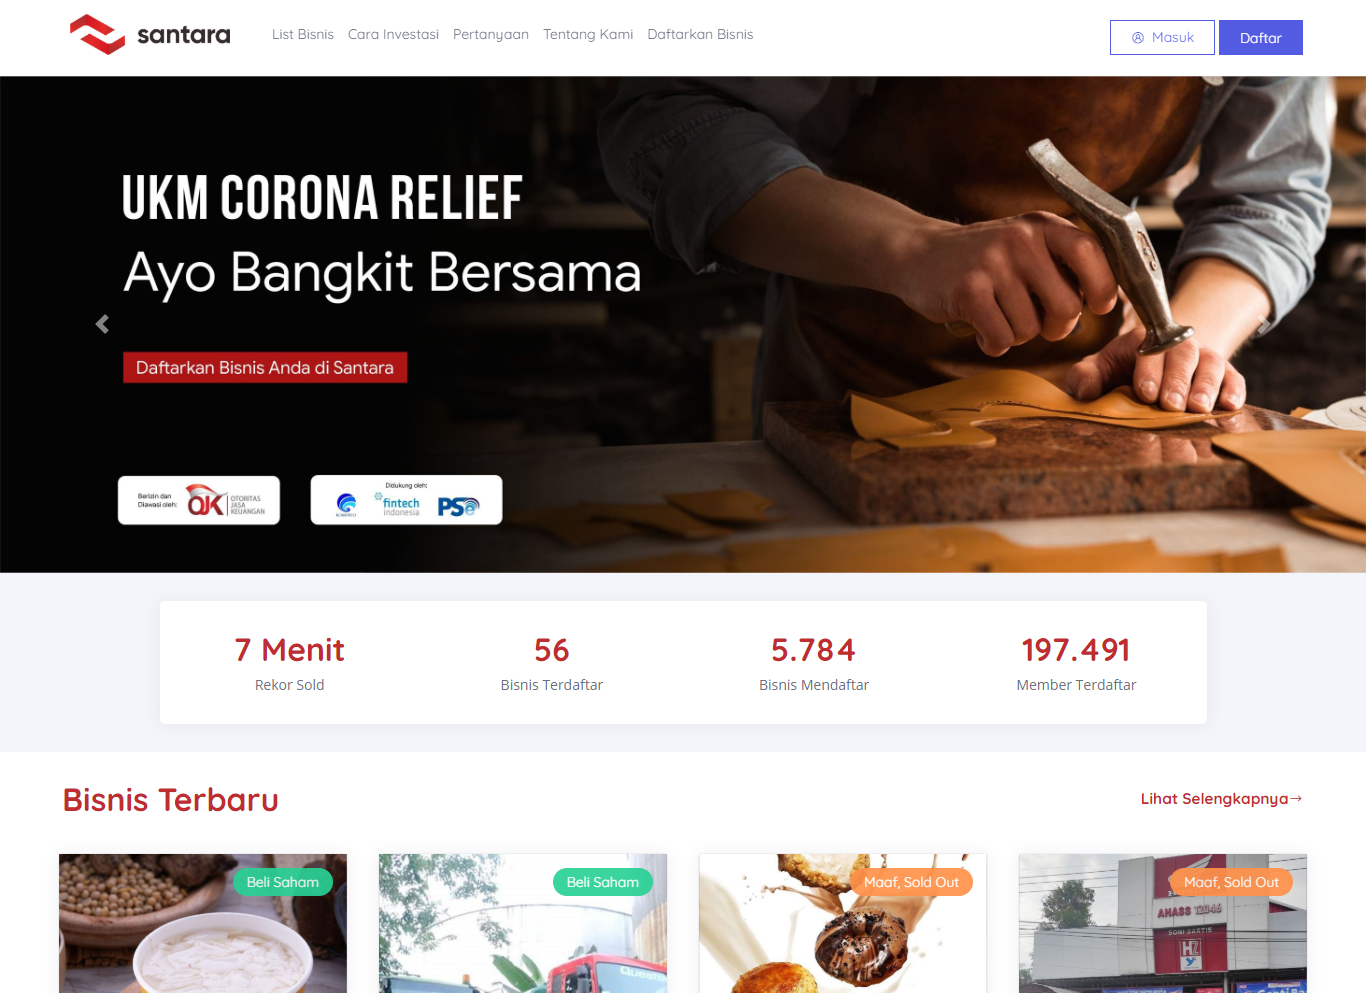 santara
List Bisnis
Cara Investasi
Pertanyaan
Tentang Kami
Daftarkan Bisnis
Masuk
Daftar
UKM CORONA RELIEF
Ayo Bangkit Bersama
Daftarkan Bisnis Anda di Santara
Berizin dan
Diawasi oleh:
OJK
OTORITAS
JASA
KEUANGAN
Didukung oleh:
fintech
indonesia
PSe
7 Menit
Rekor Sold
56
Bisnis Terdaftar
5.784
Bisnis Mendaftar
197.491
Member Terdaftar
Bisnis Terbaru
Lihat Selengkapnya→
Beli Saham
Beli Saham
Maaf, Sold Out
Maaf, Sold Out
AHASS 12046